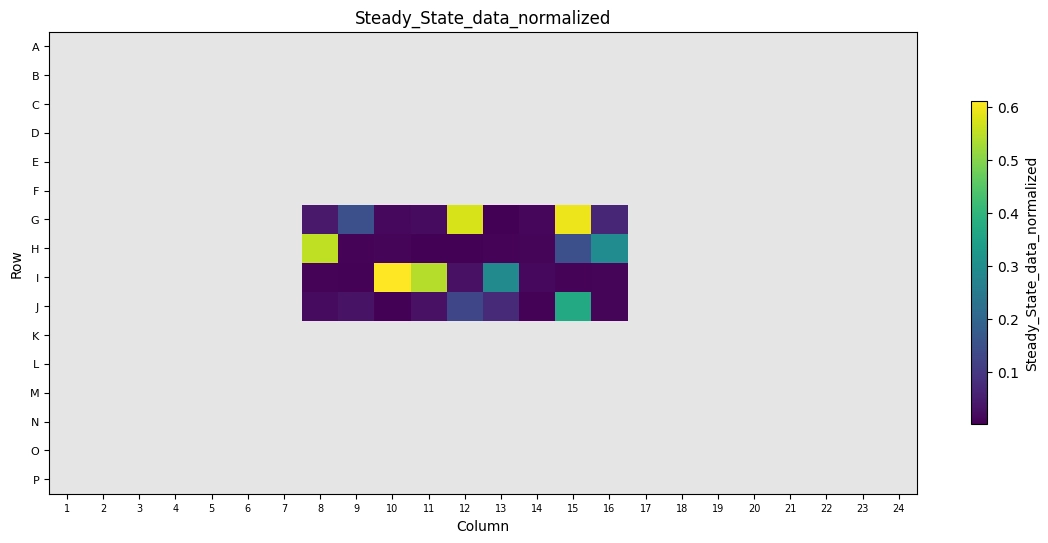 Steady_State_data_normalized
A
B
C
D
E
F
G
H
I
J
K
L
M
N
O
P
Row
1 2 3 4 5 6 7 8 9 10 11 12 13 14 15 16 17 18 19 20 21 22 23 24
Column
0.6
0.5
0.4
0.3
0.2
0.1
Steady_State_data_normalized